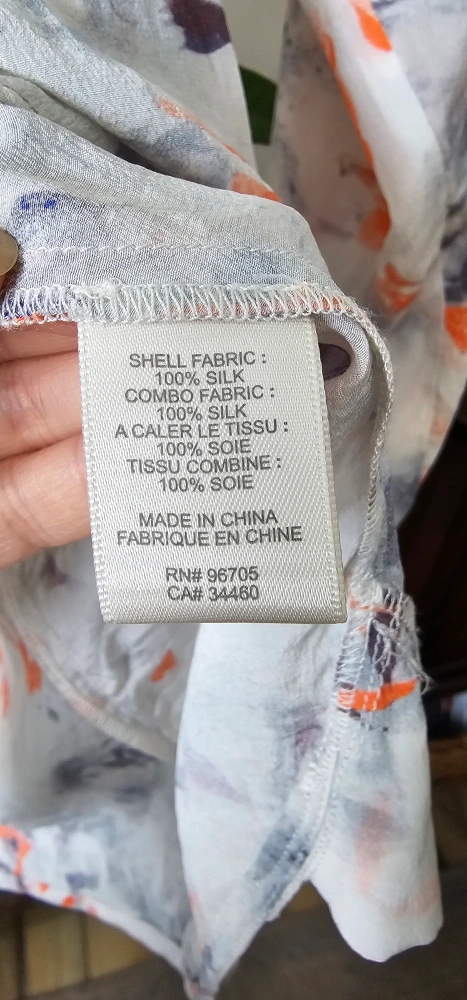 SHELL FABRIC :
100% SILK
COMBO FABRIC :
100% SILK
A CALER LE TISSU :
100% SOIE
TISSU COMBINE :
100% SOIE
MADE IN CHINA
FABRIQUE EN CHINE
RN# 96705
CA# 34460